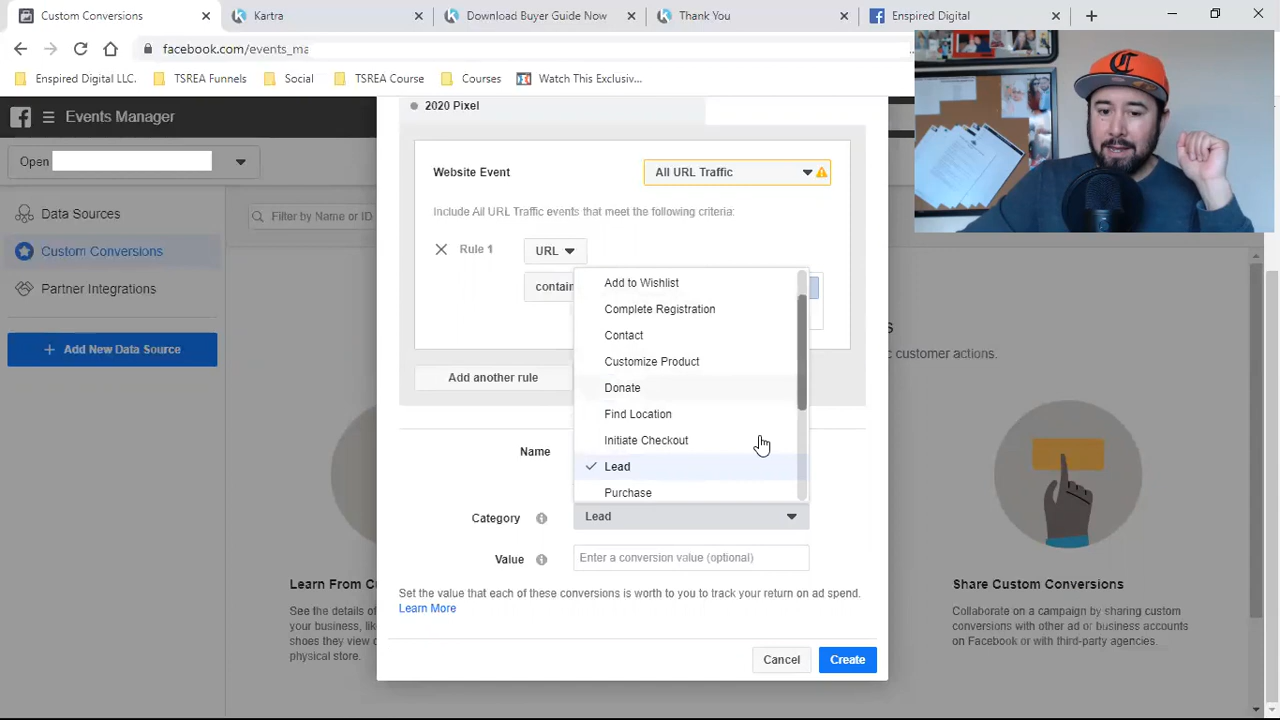 Custom Conversions
Kartra
Download Buyer Guide Now
Thank You
Enspired Digital
facebook.com/events_ma
Enspired Digital LLC.
TSREA Funnels
Social
TSREA Course
Courses
Watch This Exclusiv...
Events Manager
2020 Pixel
Open
Website Event
All URL Traffic
Data Sources
Filter by Name or ID
Include All URL Traffic events that meet the following criteria:
Custom Conversions
Rule 1
URL
Partner Integrations
contain
Add to Wishlist
Complete Registration
Contact
Customize Product
Donate
Find Location
Initiate Checkout
Lead
Purchase
s
customer actions.
Add New Data Source
Add another rule
Name
Category
Lead
Value
Enter a conversion value (optional)
Set the value that each of these conversions is worth to you to track your return on ad spend.
Learn More
Learn From C
See the details of
your business, lik
shoes they view o
physical store.
Share Custom Conversions
Collaborate on a campaign by sharing custom
conversions with other ad or business accounts
on Facebook or with third-party agencies.
Cancel
Create